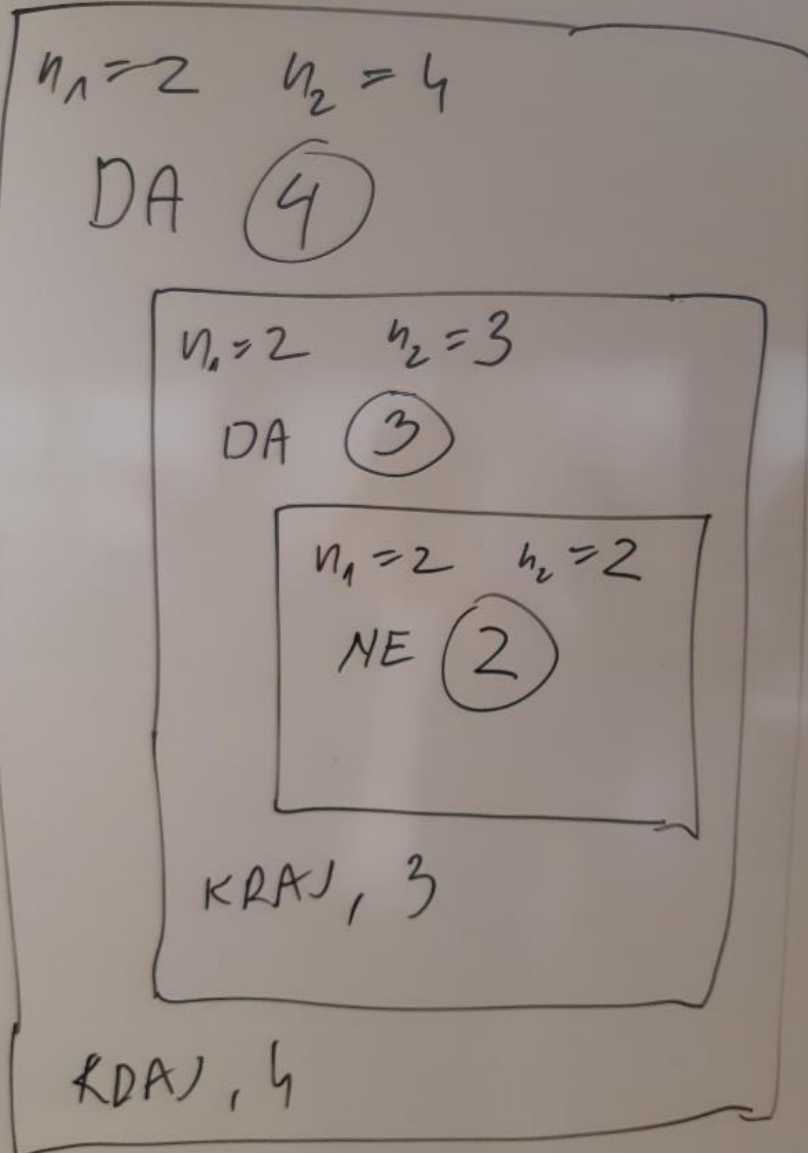 n₁=2 n₂=4
DA 4
n₁=2 n₂=3
DA 3
n₁=2 n₂=2
NE 2
KRAJ, 3
KRAJ, 4